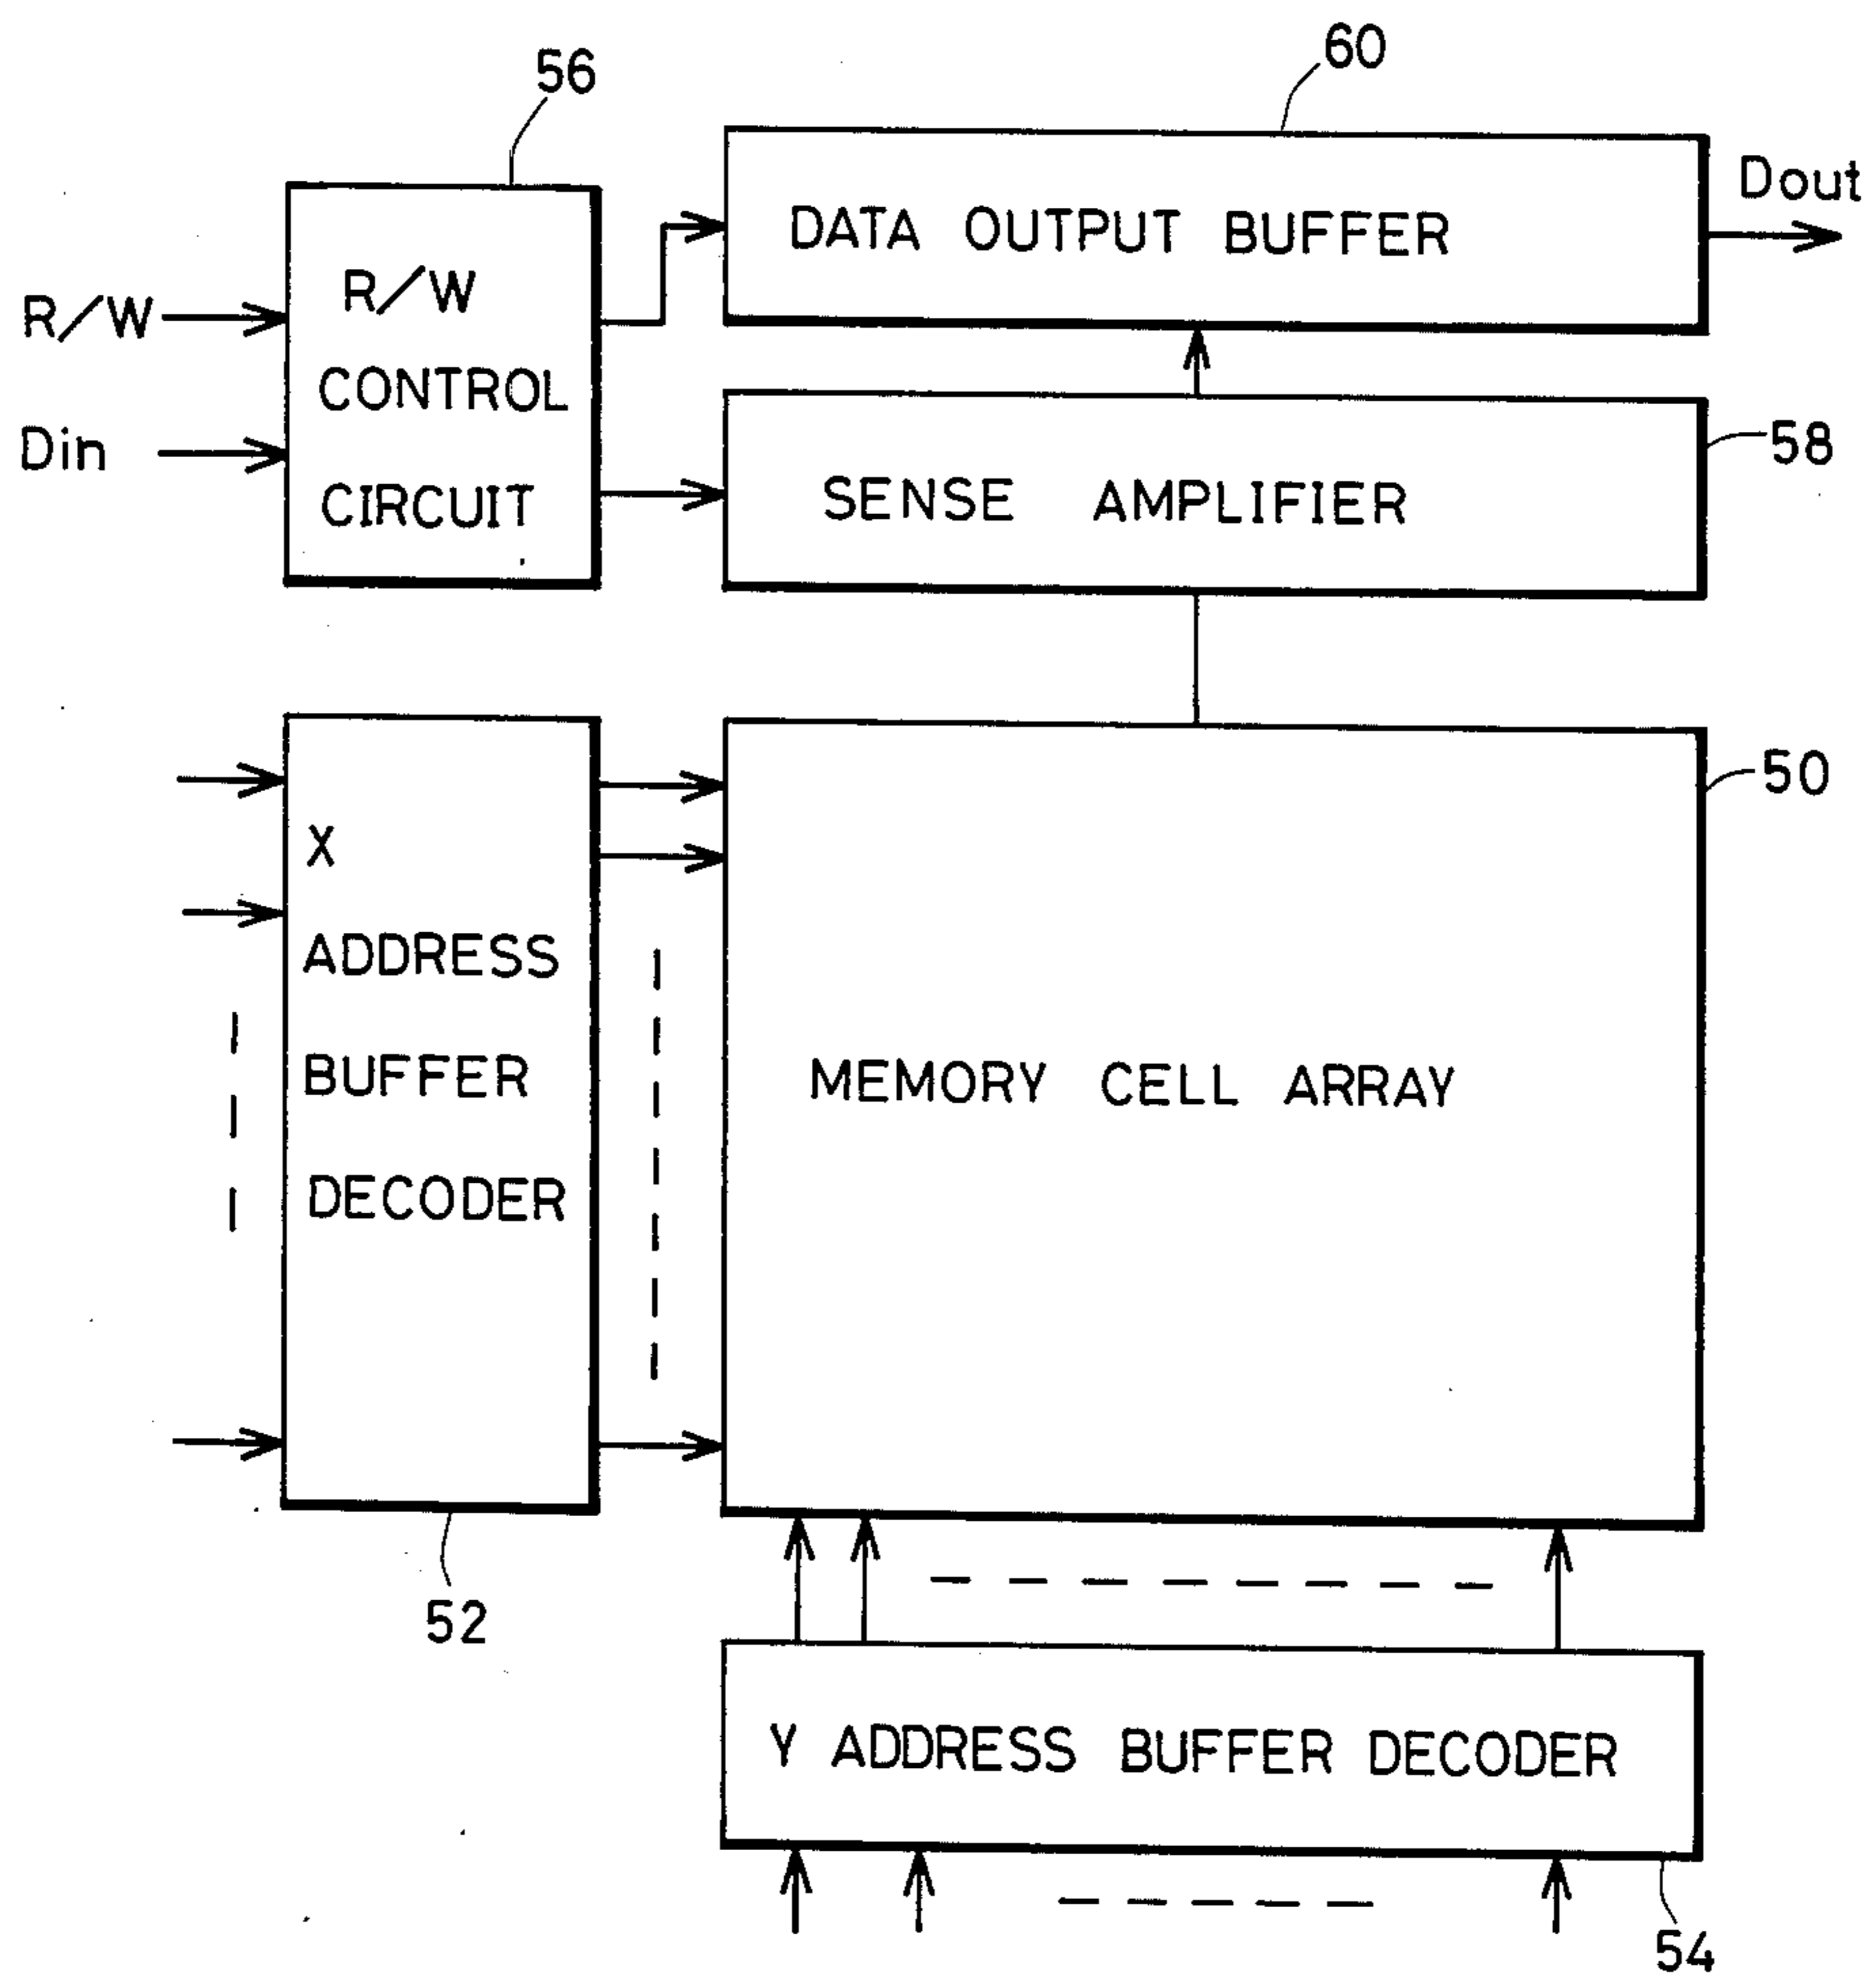 60
56
Dout
DATA OUTPUT BUFFER
R/W
R/W
CONTROL
CIRCUIT
Din
58
SENSE AMPLIFIER
50
X
ADDRESS
BUFFER
DECODER
MEMORY CELL ARRAY
52
Y ADDRESS BUFFER DECODER
54